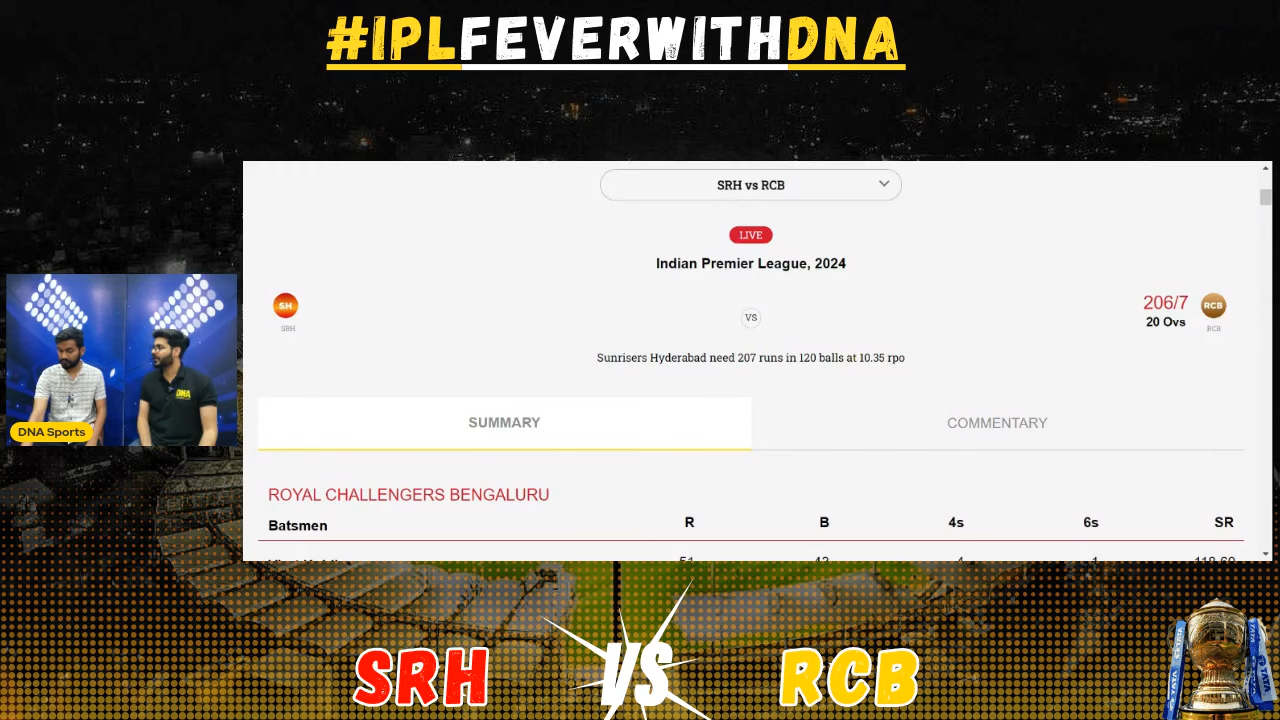 #IPLFEVERWITHDNA
SRH vs RCB
LIVE
Indian Premier League, 2024
SH
SRH
VS
206/7
20 Ovs
RCB
RCB
Sunrisers Hyderabad need 207 runs in 120 balls at 10.35 rpo
SUMMARY
COMMENTARY
DNA
DNA Sports
ROYAL CHALLENGERS BENGALURU
Batsmen R B 4s 6s SR
SRH VS RCB
TATA